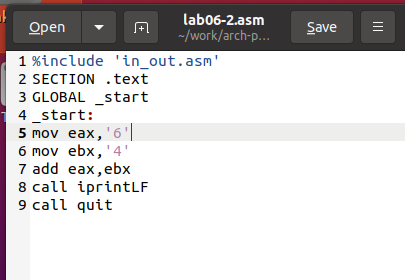 Open
lab06-2.asm
~/work/arch-p...
Save
1 %include 'in_out.asm'
2 SECTION .text
3 GLOBAL _start
4 _start:
5 mov eax,'6'
6 mov ebx,'4'
7 add eax,ebx
8 call iprintLF
9 call quit